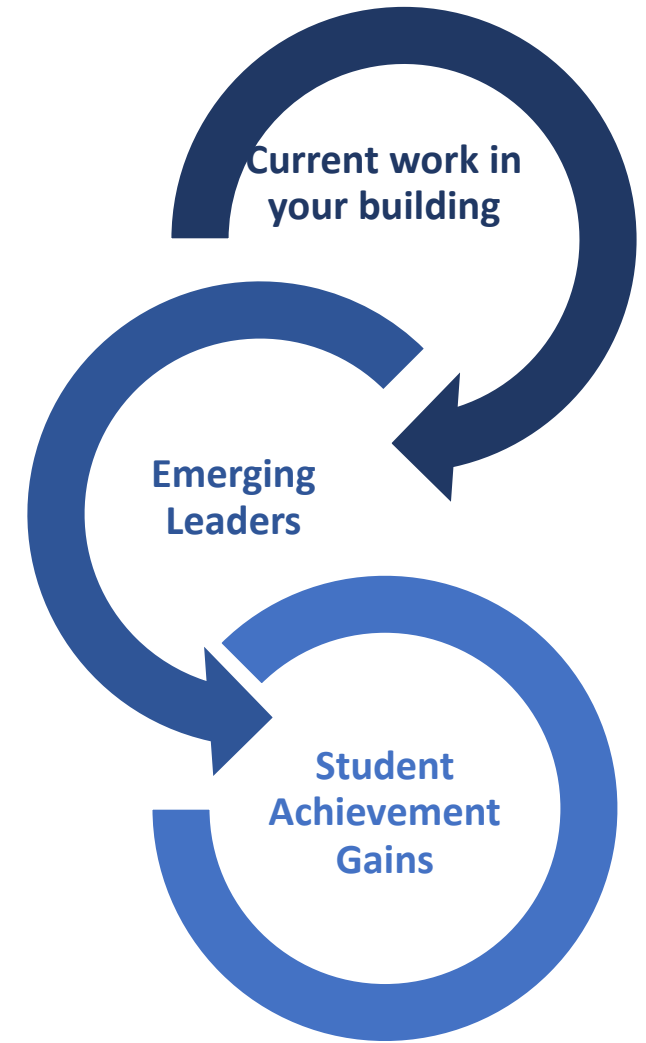 Current work in
your building
Emerging
Leaders
Student
Achievement
Gains